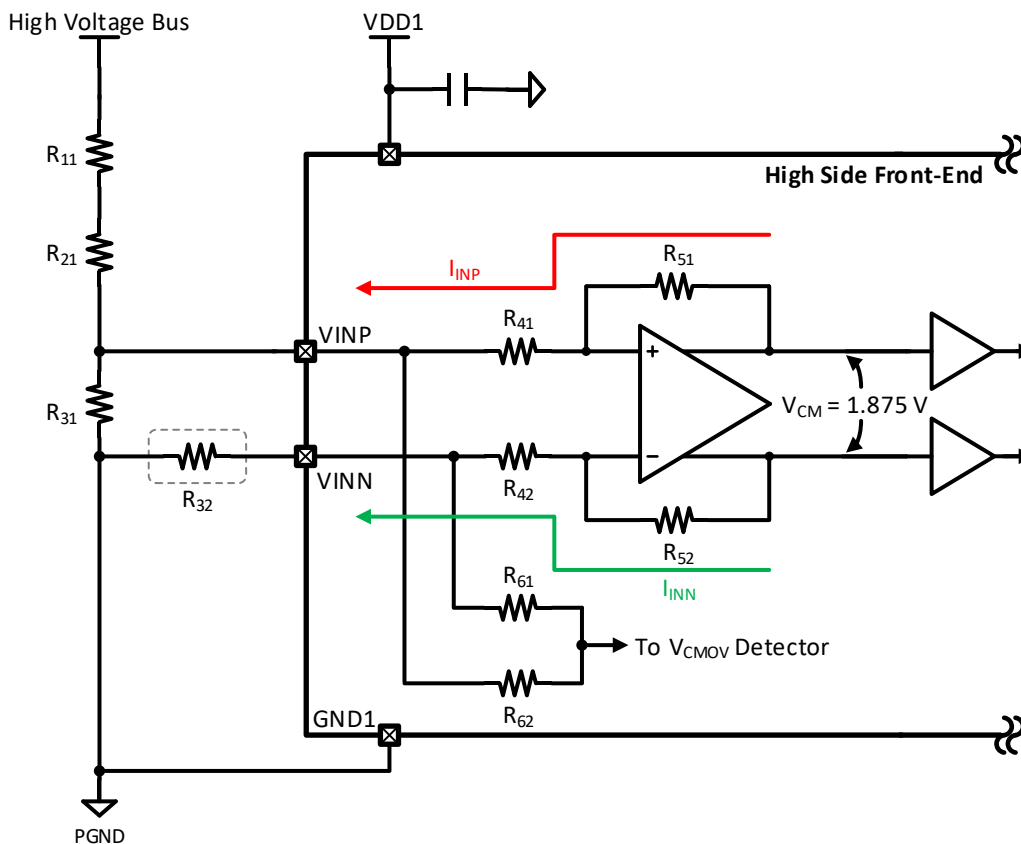 High Voltage Bus
VDD1
R11
High Side Front-End
R21
IINP
R51
VINP
R41
R31
VCM = 1.875 V
VINN
R32
R42
R52
IINN
R61
To VCMOV Detector
R62
GND1
PGND